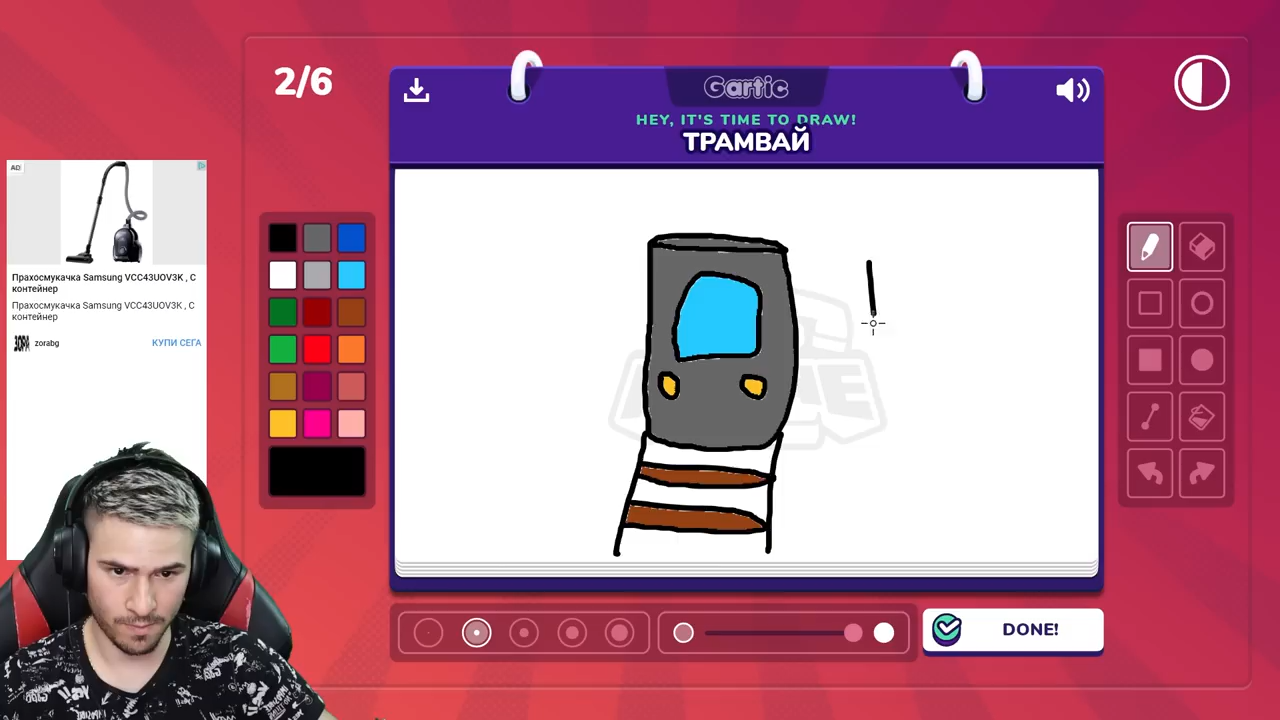 2/6
Gartic
HEY, IT'S TIME TO DRAW!
ТРАМВАЙ
AD
Прахосмукачка Samsung VCC43UOV3K , С
контейнер
Прахосмукачка Samsung VCC43UOV3K , С
контейнер
ЗОРА
zorabg
КУПИ СЕГА
DONE!